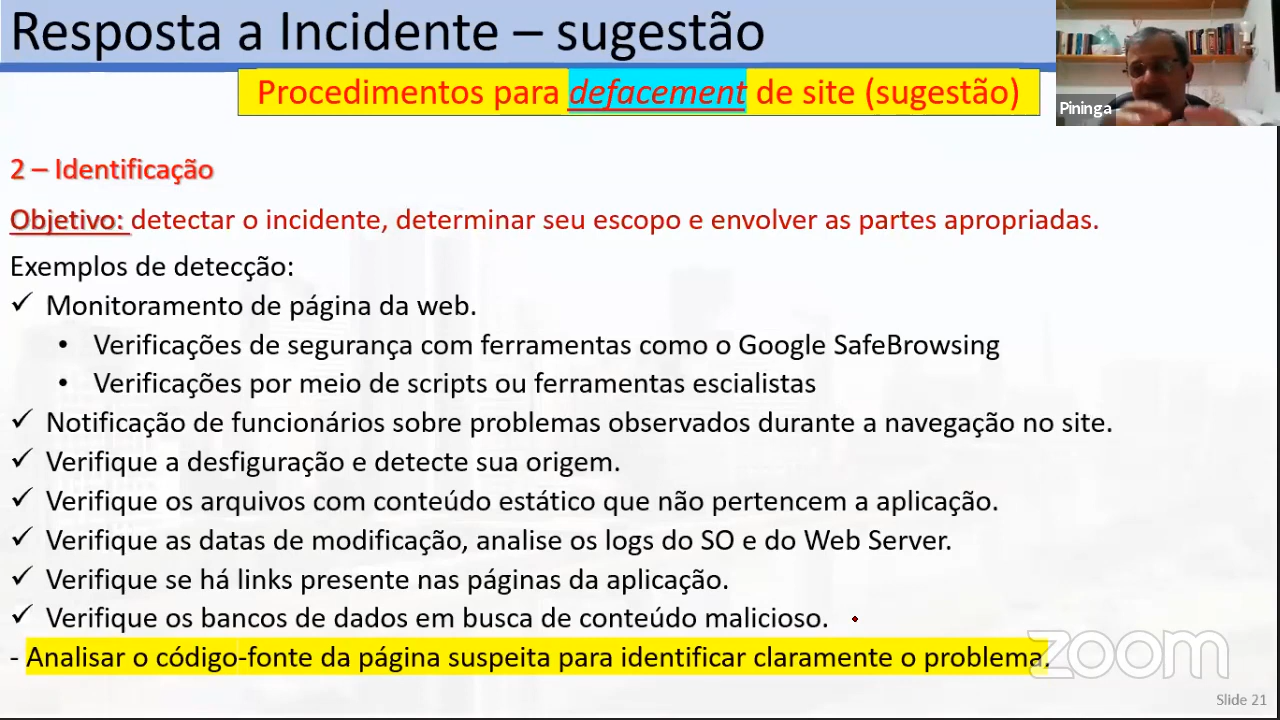 Resposta a Incidente – sugestão
Procedimentos para defacement de site (sugestão)
Pininga
2 – Identificação
Objetivo: detectar o incidente, determinar seu escopo e envolver as partes apropriadas.
Exemplos de detecção:
✓ Monitoramento de página da web.
• Verificações de segurança com ferramentas como o Google SafeBrowsing
• Verificações por meio de scripts ou ferramentas escialistas
✓ Notificação de funcionários sobre problemas observados durante a navegação no site.
✓ Verifique a desfiguração e detecte sua origem.
✓ Verifique os arquivos com conteúdo estático que não pertencem a aplicação.
✓ Verifique as datas de modificação, analise os logs do SO e do Web Server.
✓ Verifique se há links presente nas páginas da aplicação.
✓ Verifique os bancos de dados em busca de conteúdo malicioso.
- Analisar o código-fonte da página suspeita para identificar claramente o problema.
zoom
Slide 21